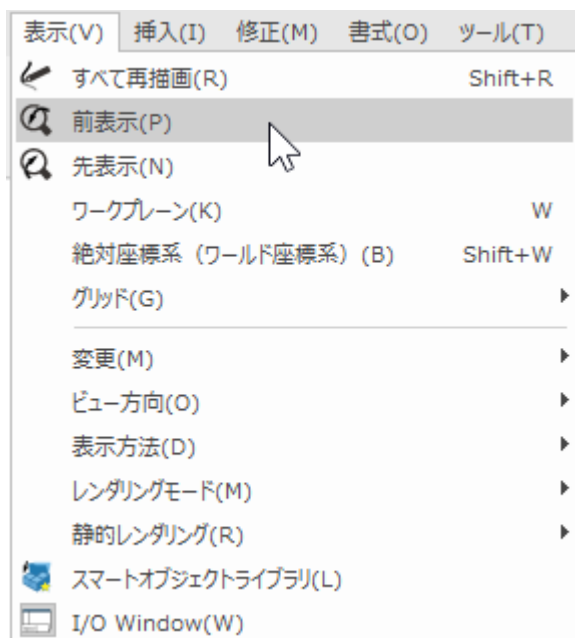 表示(V) 挿入(I) 修正(M) 書式(O) ツール(T)
すべて再描画(R) Shift+R
前表示(P)
先表示(N)
ワークプレーン(K) W
絶対座標系（ワールド座標系）(B) Shift+W
グリッド(G)
変更(M)
ビュー方向(O)
表示方法(D)
レンダリングモード(M)
静的レンダリング(R)
スマートオブジェクトライブラリ(L)
I/O Window(W)